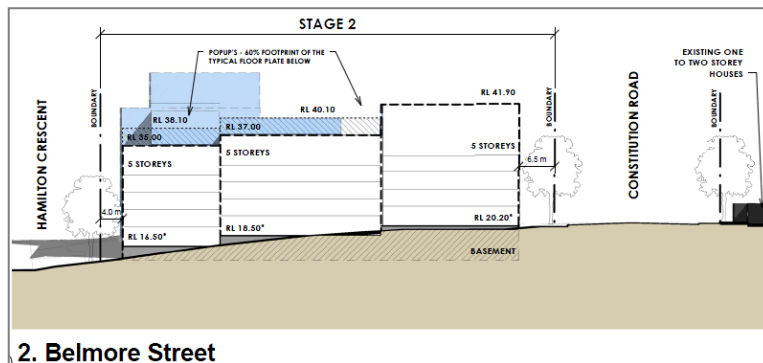 STAGE 2
POPUP'S - 60% FOOTPRINT OF THE
TYPICAL FLOOR PLATE BELOW
EXISTING ONE
TO TWO STOREY
HOUSES
HAMILTON CRESCENT
BOUNDARY
RL 38.10
RL 35.00
RL 40.10
RL 37.00
RL 41.90
BOUNDARY
CONSTITUTION ROAD
BOUNDARY
5 STOREYS
5 STOREYS
5 STOREYS
6.5 m
4.0 m
RL 16.50*
RL 18.50*
RL 20.20*
BASEMENT
2. Belmore Street